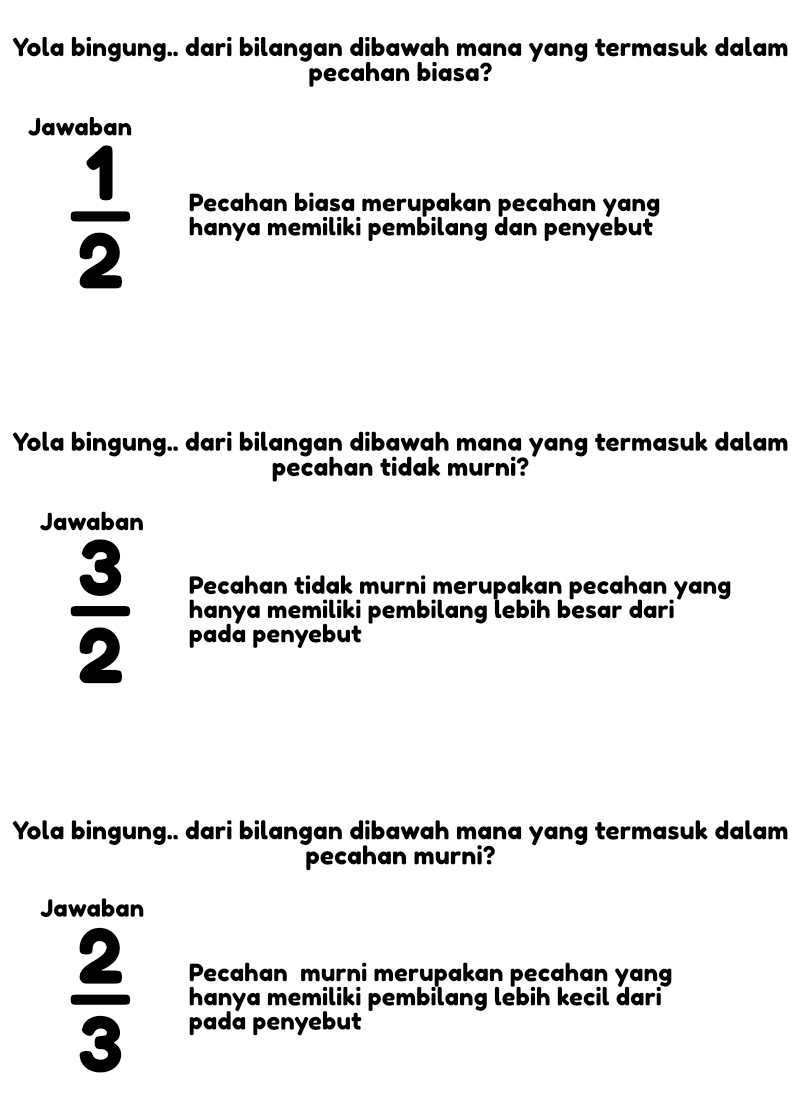 Yola bingung.. dari bilangan dibawah mana yang termasuk dalam
pecahan biasa?
Jawaban
1
2
Pecahan biasa merupakan pecahan yang
hanya memiliki pembilang dan penyebut
Yola bingung.. dari bilangan dibawah mana yang termasuk dalam
pecahan tidak murni?
Jawaban
3
2
Pecahan tidak murni merupakan pecahan yang
hanya memiliki pembilang lebih besar dari
pada penyebut
Yola bingung.. dari bilangan dibawah mana yang termasuk dalam
pecahan murni?
Jawaban
2
3
Pecahan  murni merupakan pecahan yang
hanya memiliki pembilang lebih kecil dari
pada penyebut